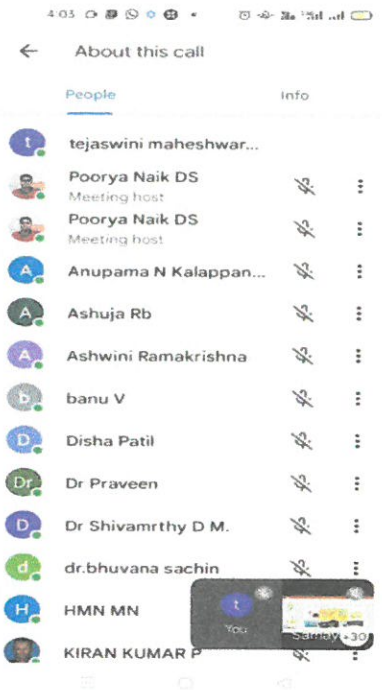 4:03
About this call
People Info
t tejaswini maheshwar...
Poorya Naik DS
Meeting host
Poorya Naik DS
Meeting host
A Anupama N Kalappan...
A Ashuja Rb
A Ashwini Ramakrishna
b banu V
D Disha Patil
Dr Dr Praveen
D Dr Shivamrthy D M.
d dr.bhuvana sachin
H HMN MN
t
You
+30
KIRAN KUMAR P